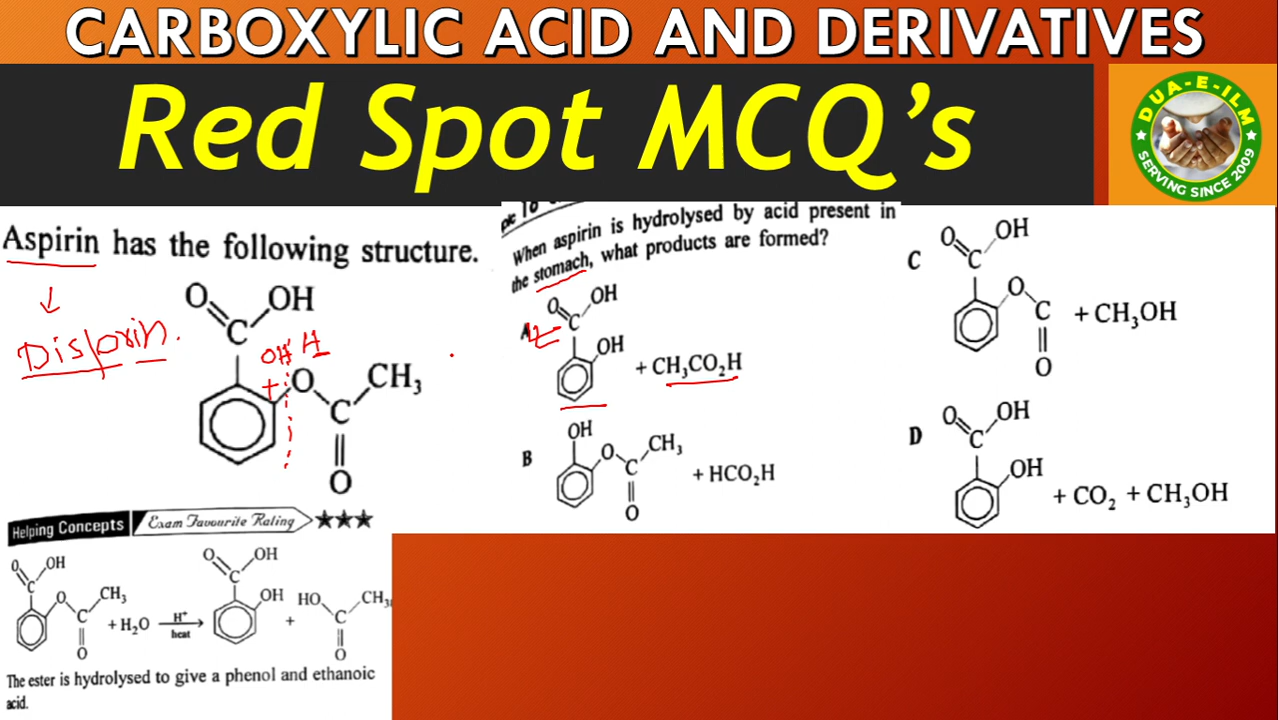 CARBOXYLIC ACID AND DERIVATIVES
Red Spot MCQ's
DUA-E-ILM
SERVING SINCE 2009
Aspirin has the following structure.
Disprin.
O OH
C
OH H
+ O CH3
C
O
Helping Concepts Exam Favourite Rating
O OH
C
O CH3
C + H2O H+ heat
O
O OH
C
OH HO CH3
+ C
O
The ester is hydrolysed to give a phenol and ethanoic
acid.
When aspirin is hydrolysed by acid present in
the stomach, what products are formed?
A
O OH
C
OH
+ CH3CO2H
B
OH
O CH3
C + HCO2H
O
C
O OH
C
O
C + CH3OH
O
D
O OH
C
OH
+ CO2 + CH3OH